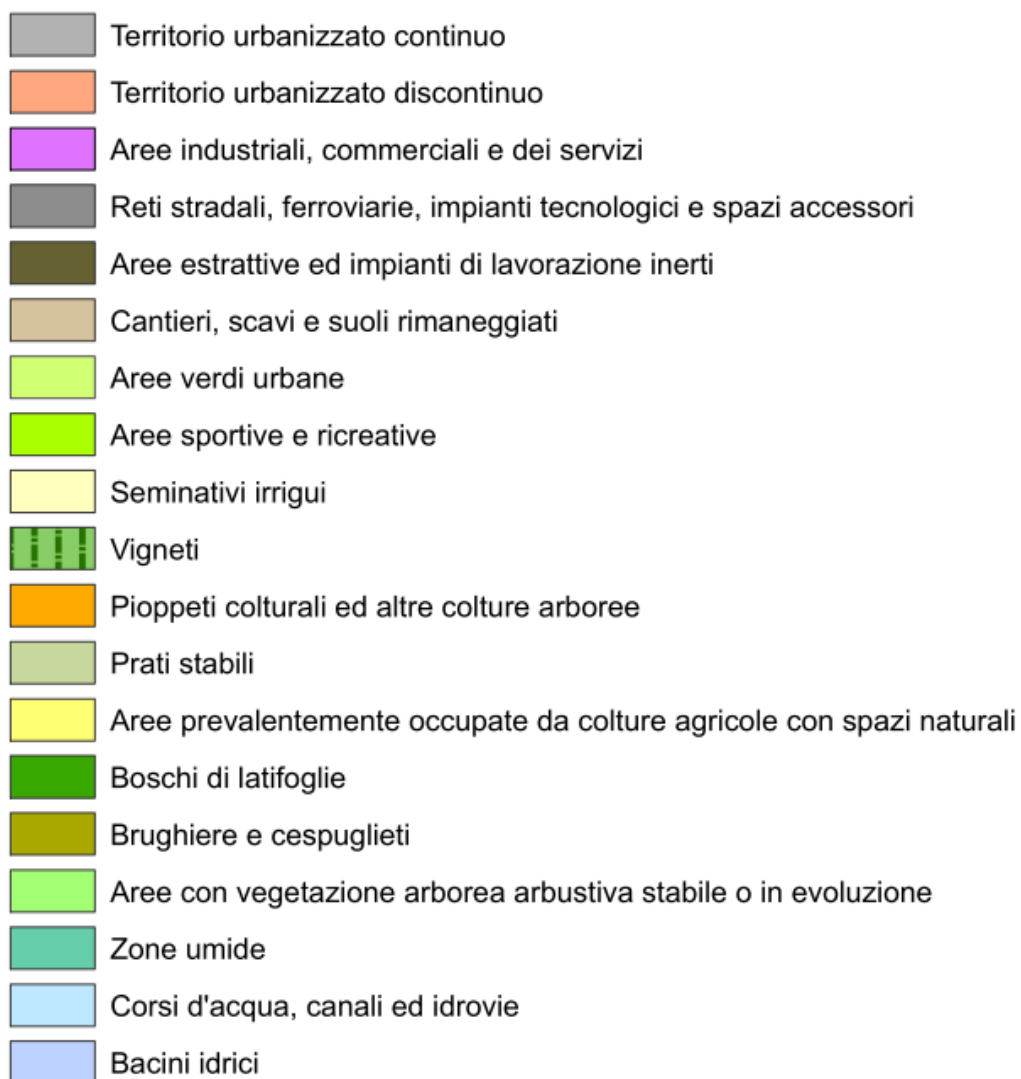 Territorio urbanizzato continuo
Territorio urbanizzato discontinuo
Aree industriali, commerciali e dei servizi
Reti stradali, ferroviarie, impianti tecnologici e spazi accessori
Aree estrattive ed impianti di lavorazione inerti
Cantieri, scavi e suoli rimaneggiati
Aree verdi urbane
Aree sportive e ricreative
Seminativi irrigui
Vigneti
Pioppeti colturali ed altre colture arboree
Prati stabili
Aree prevalentemente occupate da colture agricole con spazi naturali
Boschi di latifoglie
Brughiere e cespuglieti
Aree con vegetazione arborea arbustiva stabile o in evoluzione
Zone umide
Corsi d'acqua, canali ed idrovie
Bacini idrici